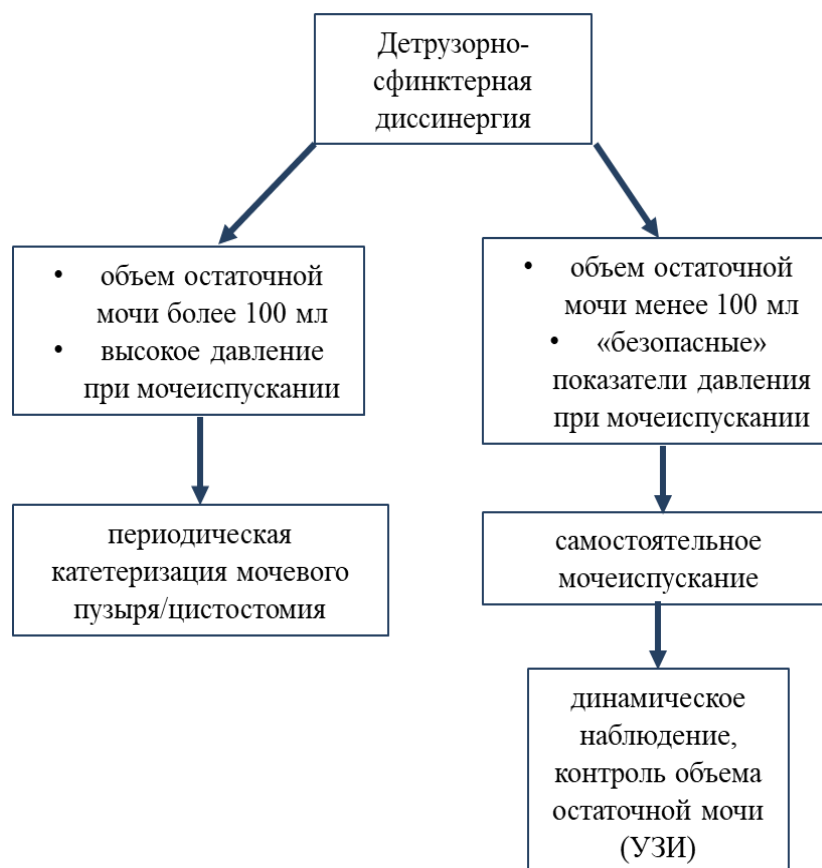 Детрузорно-
сфинктерная
диссинергия
• объем остаточной
мочи более 100 мл
• высокое давление
при мочеиспускании
• объем остаточной
мочи менее 100 мл
• «безопасные»
показатели давления
при мочеиспускании
периодическая
катетеризация мочевого
пузыря/цистостомия
самостоятельное
мочеиспускание
динамическое
наблюдение,
контроль объема
остаточной мочи
(УЗИ)